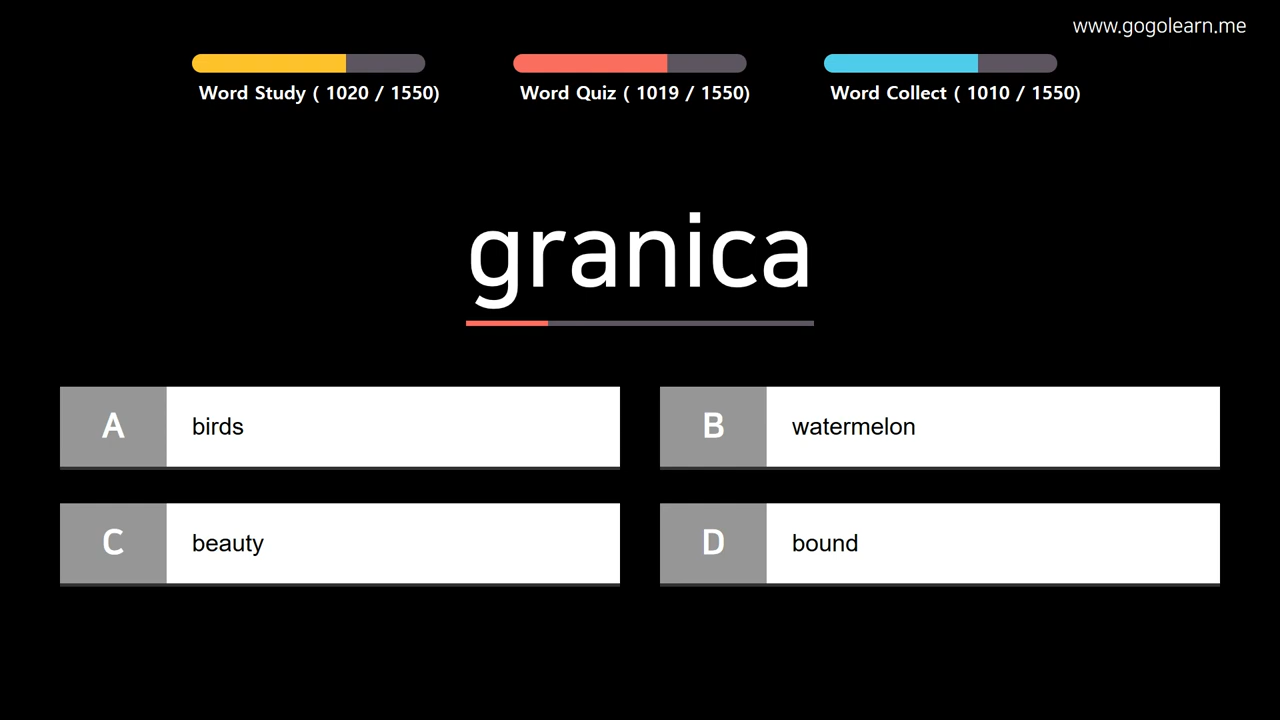 www.gogolearn.me
Word Study ( 1020 / 1550)
Word Quiz ( 1019 / 1550)
Word Collect ( 1010 / 1550)
granica
A birds
B watermelon
C beauty
D bound